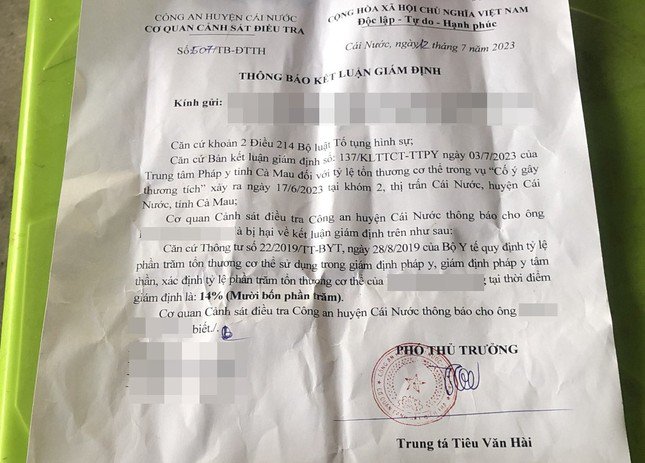 CÔNG AN HUYỆN CÁI NƯỚC
CƠ QUAN CẢNH SÁT ĐIỀU TRA
Số: 507/TB-ĐTTH
CỘNG HÒA XÃ HỘI CHỦ NGHĨA VIỆT NAM
Độc lập - Tự do - Hạnh phúc
Cái Nước, ngày 12 tháng 7 năm 2023
THÔNG BÁO KẾT LUẬN GIÁM ĐỊNH
Kính gửi:
Căn cứ khoản 2 Điều 214 Bộ luật Tố tụng hình sự;
Căn cứ Bản kết luận giám định số: 137/KLTTCT-TTPY ngày 03/7/2023 của
Trung tâm Pháp y tỉnh Cà Mau đối với tỷ lệ tổn thương cơ thể trong vụ “Cố ý gây
thương tích” xảy ra ngày 17/6/2023 tại khóm 2, thị trấn Cái Nước, huyện Cái
Nước, tỉnh Cà Mau;
Cơ quan Cảnh sát điều tra Công an huyện Cái Nước thông báo cho ông
là bị hại về kết luận giám định trên như sau:
Căn cứ Thông tư số 22/2019/TT-BYT, ngày 28/8/2019 của Bộ Y tế quy định tỷ lệ
phần trăm tổn thương cơ thể sử dụng trong giám định pháp y, giám định pháp y tâm
thần, xác định tỷ lệ phần trăm tổn thương cơ thể của
tại thời điểm
giám định là: 14% (Mười bốn phần trăm).
Cơ quan Cảnh sát điều tra Công an huyện Cái Nước thông báo cho ông
biết./.
PHÓ THỦ TRƯỞNG
Trung tá Tiêu Văn Hải